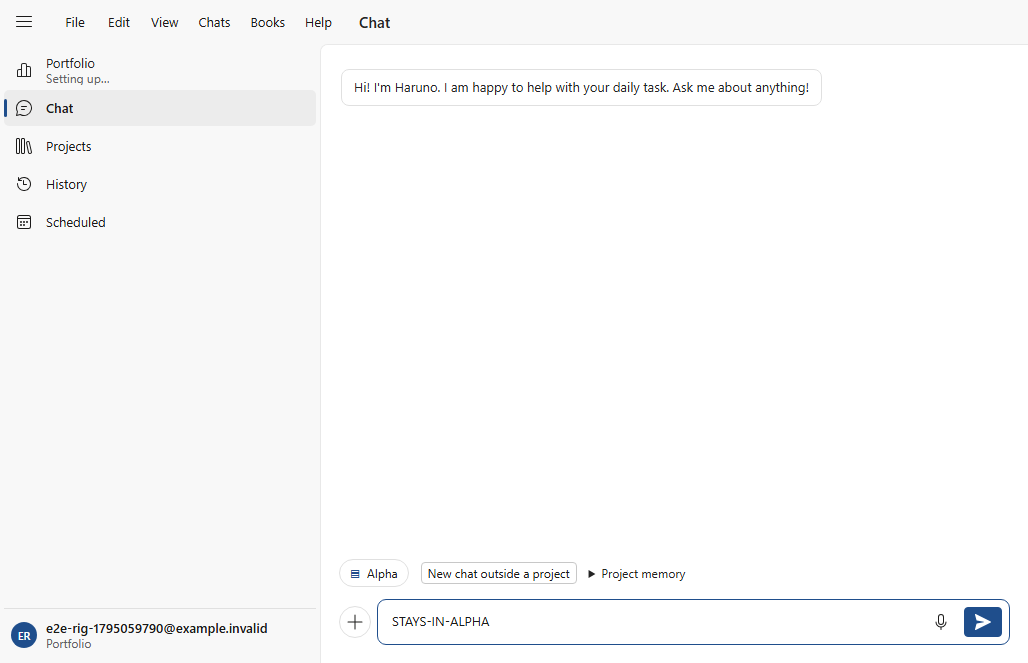 File Edit View Chats Books Help Chat
Portfolio
Setting up...
Chat
Projects
History
Scheduled
Hi! I'm Haruno. I am happy to help with your daily task. Ask me about anything!
Alpha New chat outside a project Project memory
STAYS-IN-ALPHA
ER
e2e-rig-1795059790@example.invalid
Portfolio